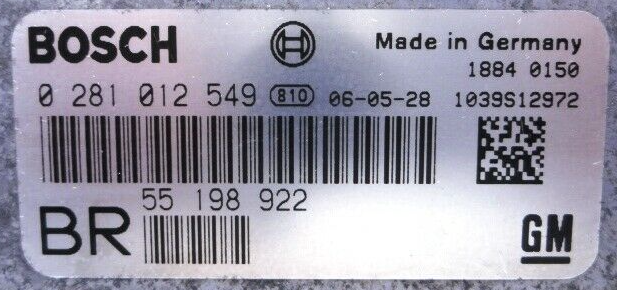 BOSCH Made in Germany
1884 0150
0 281 012 549 810 06-05-28 1039S12972
55 198 922
BR GM